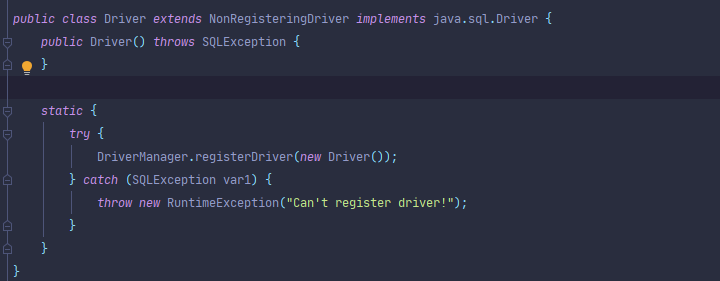 public class Driver extends NonRegisteringDriver implements java.sql.Driver {
public Driver() throws SQLException {
}
static {
try {
DriverManager.registerDriver(new Driver());
} catch (SQLException var1) {
throw new RuntimeException("Can't register driver!");
}
}
}